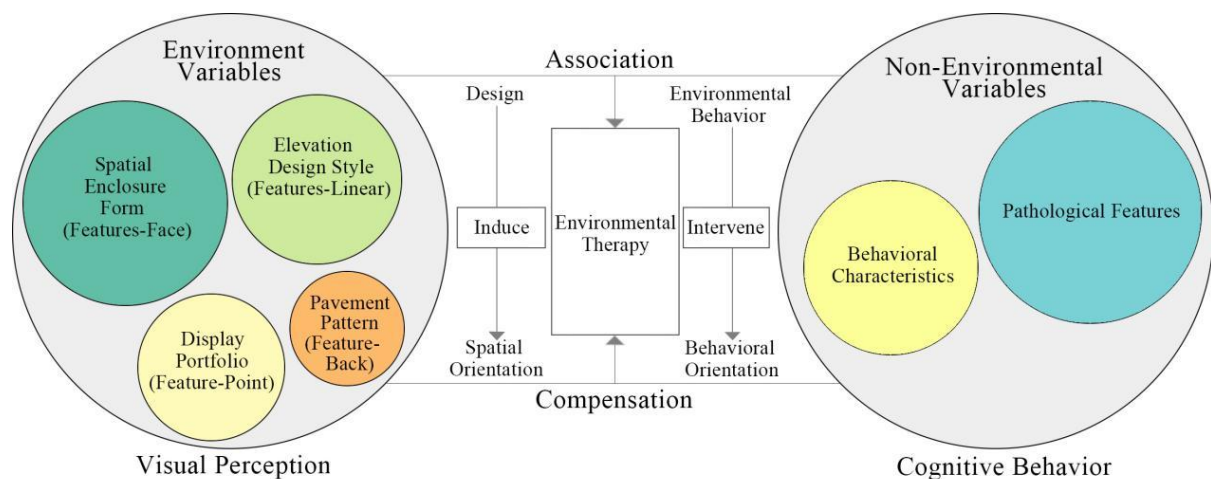 Environment
Variables
Spatial
Enclosure
Form
(Features-Face)
Elevation
Design Style
(Features-Linear)
Display
Portfolio
(Feature-Point)
Pavement
Pattern
(Feature-
Back)
Visual Perception
Association
Design
Induce
Spatial
Orientation
Environmental
Therapy
Environmental
Behavior
Intervene
Behavioral
Orientation
Compensation
Non-Environmental
Variables
Behavioral
Characteristics
Pathological Features
Cognitive Behavior